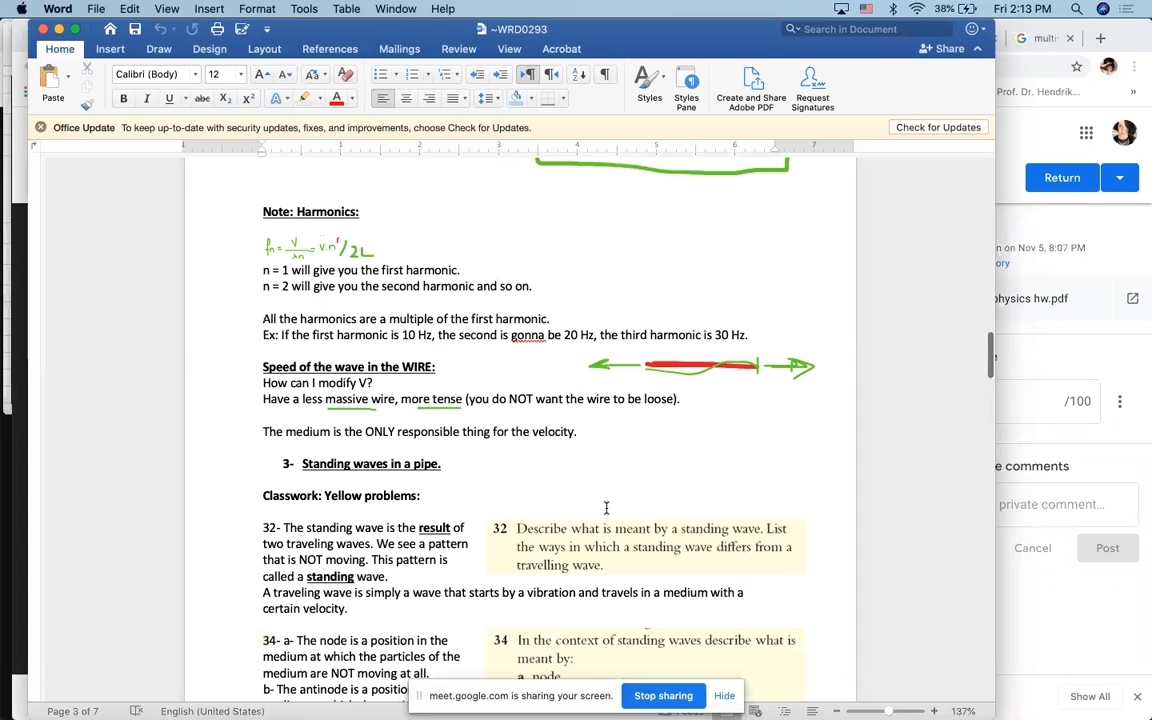 Word File Edit View Insert Format Tools Table Window Help 38% Fri 2:13 PM
~WRD0293
Search in Document
Home Insert Draw Design Layout References Mailings Review View Acrobat
Share
Calibri (Body) 12
Paste
Styles
Styles Pane
Create and Share Adobe PDF
Request Signatures
Office Update To keep up-to-date with security updates, fixes, and improvements, choose Check for Updates.
Check for Updates
1 1 2 3 4 5 6 7
Note: Harmonics:
fn = V/λn = V.n/2L
n = 1 will give you the first harmonic.
n = 2 will give you the second harmonic and so on.
All the harmonics are a multiple of the first harmonic.
Ex: If the first harmonic is 10 Hz, the second is gonna be 20 Hz, the third harmonic is 30 Hz.
Speed of the wave in the WIRE:
How can I modify V?
Have a less massive wire, more tense (you do NOT want the wire to be loose).
The medium is the ONLY responsible thing for the velocity.
3- Standing waves in a pipe.
Classwork: Yellow problems:
32- The standing wave is the result of
two traveling waves. We see a pattern
that is NOT moving. This pattern is
called a standing wave.
A traveling wave is simply a wave that starts by a vibration and travels in a medium with a
certain velocity.
32 Describe what is meant by a standing wave. List
the ways in which a standing wave differs from a
travelling wave.
34- a- The node is a position in the
medium at which the particles of the
medium are NOT moving at all.
b- The antinode is a positio
34 In the context of standing waves describe what is
meant by:
a node
meet.google.com is sharing your screen.
Stop sharing
Hide
Page 3 of 7
English (United States)
137%
multi
Prof. Dr. Hendrik...
Return
on Nov 5, 8:07 PM
ory
hysics hw.pdf
/100
e comments
private comment...
Cancel
Post
Show All